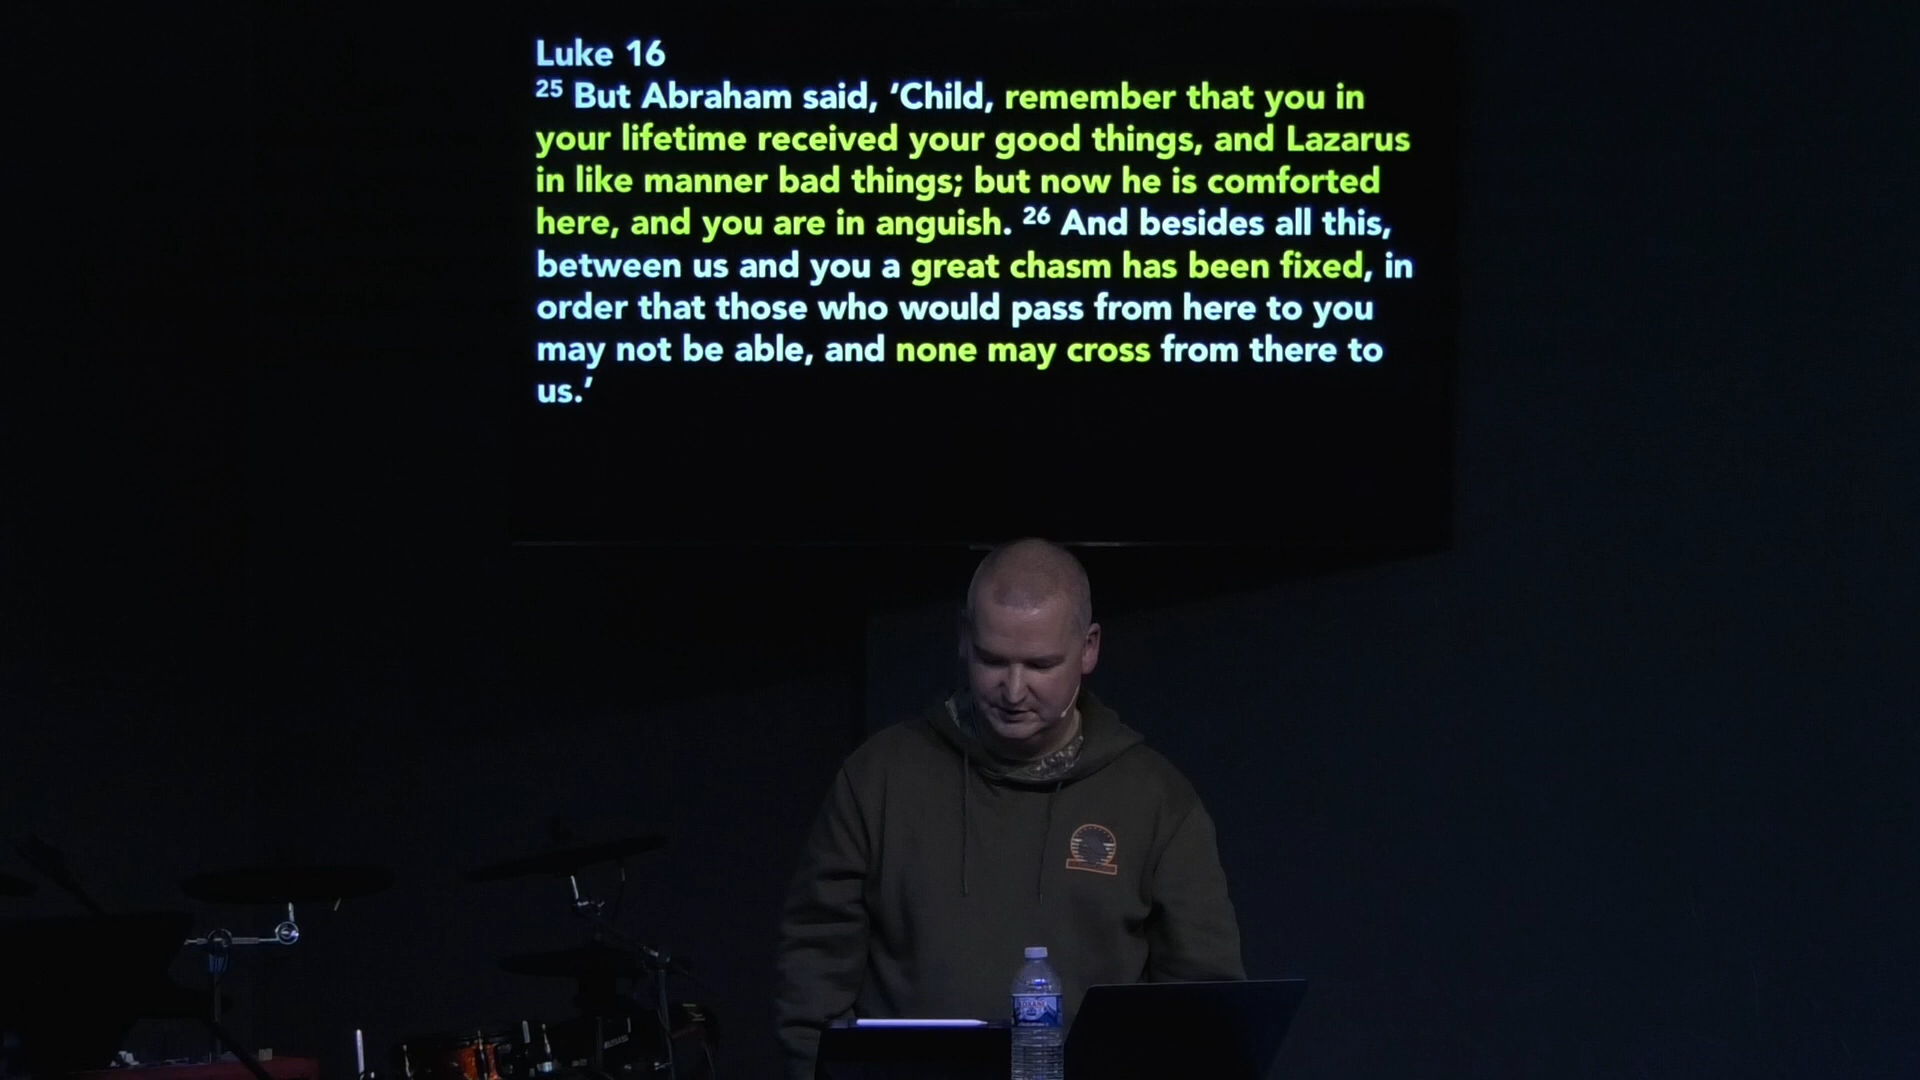 Luke 16
25 But Abraham said, ‘Child, remember that you in
your lifetime received your good things, and Lazarus
in like manner bad things; but now he is comforted
here, and you are in anguish. 26 And besides all this,
between us and you a great chasm has been fixed, in
order that those who would pass from here to you
may not be able, and none may cross from there to
us.’